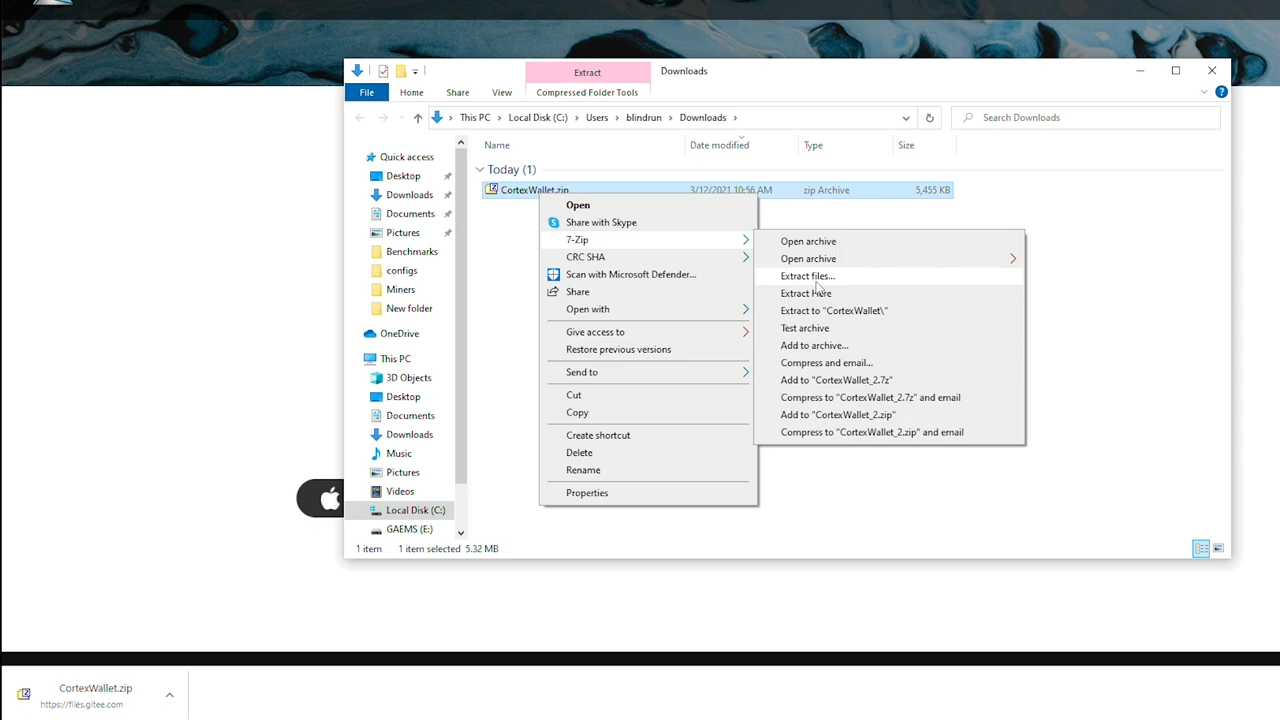 Extract
Downloads
File
Home
Share
View
Compressed Folder Tools
This PC
Local Disk (C:)
Users
blindrun
Downloads
Search Downloads
Name
Date modified
Type
Size
Quick access
Desktop
Downloads
Documents
Pictures
Benchmarks
configs
Miners
New folder
OneDrive
This PC
3D Objects
Desktop
Documents
Downloads
Music
Pictures
Videos
Local Disk (C:)
GAEMS (E:)
Today (1)
CortexWallet.zip
3/12/2021 10:56 AM
zip Archive
5,455 KB
Open
Share with Skype
7-Zip
CRC SHA
Scan with Microsoft Defender...
Share
Open with
Give access to
Restore previous versions
Send to
Cut
Copy
Create shortcut
Delete
Rename
Properties
Open archive
Open archive
Extract files...
Extract Here
Extract to "CortexWallet\"
Test archive
Add to archive...
Compress and email...
Add to "CortexWallet_2.7z"
Compress to "CortexWallet_2.7z" and email
Add to "CortexWallet_2.zip"
Compress to "CortexWallet_2.zip" and email
1 item
1 item selected 5.32 MB
CortexWallet.zip
https://files.gitee.com